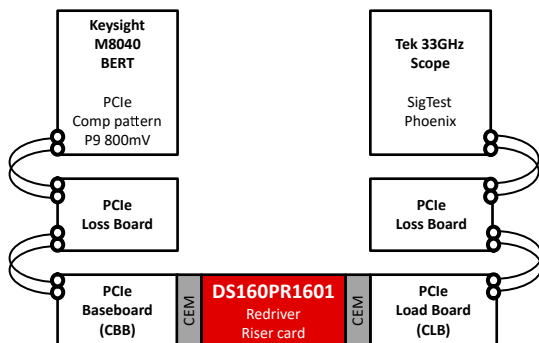 Keysight
M8040
BERT
PCIe
Comp pattern
P9 800mV
Tek 33GHz
Scope
SigTest
Phoenix
PCIe
Loss Board
PCIe
Loss Board
PCIe
Baseboard
(CBB)
CEM
DS160PR1601
Redriver
Riser card
CEM
PCIe
Load Board
(CLB)